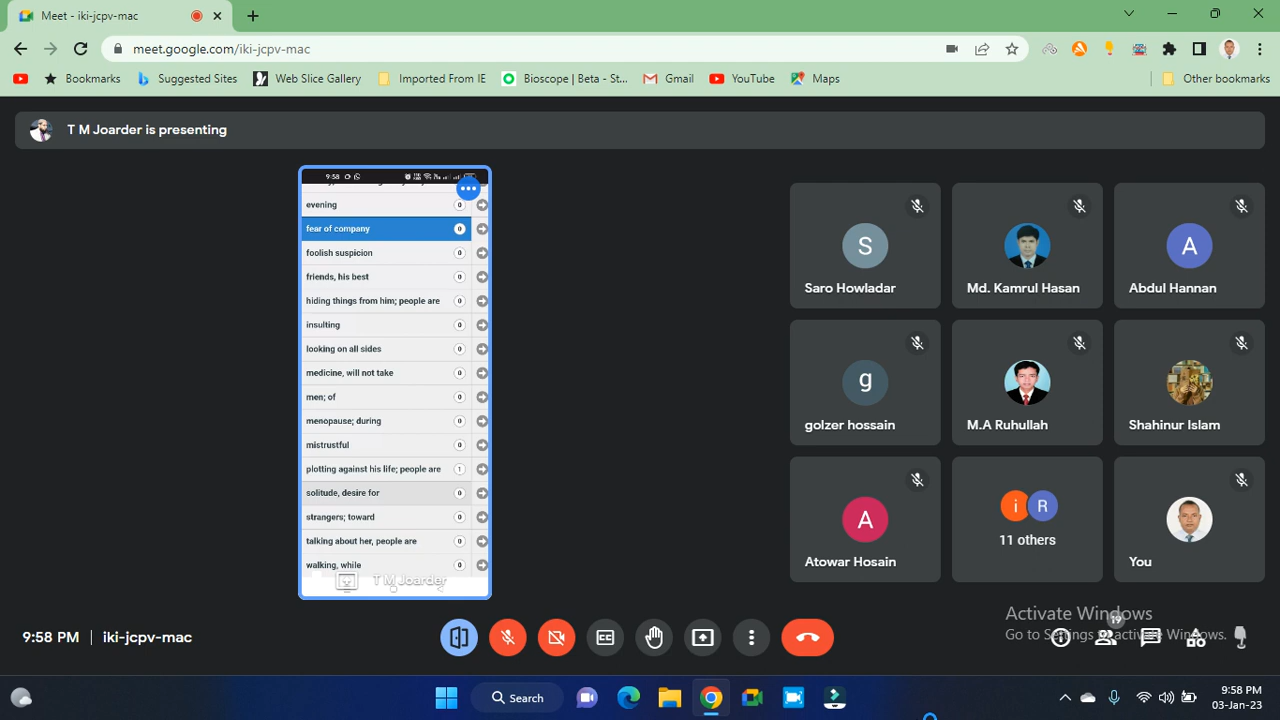 Meet - iki-jcpv-mac
meet.google.com/iki-jcpv-mac
Bookmarks
Suggested Sites
Web Slice Gallery
Imported From IE
Bioscope | Beta - St...
Gmail
YouTube
Maps
Other bookmarks
T M Joarder is presenting
9:58
evening 0
fear of company 0
foolish suspicion 0
friends, his best 0
hiding things from him; people are 0
insulting 0
looking on all sides 0
medicine, will not take 0
men; of 0
menopause; during 0
mistrustful 0
plotting against his life; people are 1
solitude, desire for 0
strangers; toward 0
talking about her, people are 0
walking, while 0
T M Joarder
S
Saro Howladar
Md. Kamrul Hasan
A
Abdul Hannan
g
golzer hossain
M.A Ruhullah
Shahinur Islam
A
Atowar Hosain
i R
11 others
You
9:58 PM | iki-jcpv-mac
19
Activate Windows
Go to Settings to activate Windows.
Search
9:58 PM
03-Jan-23